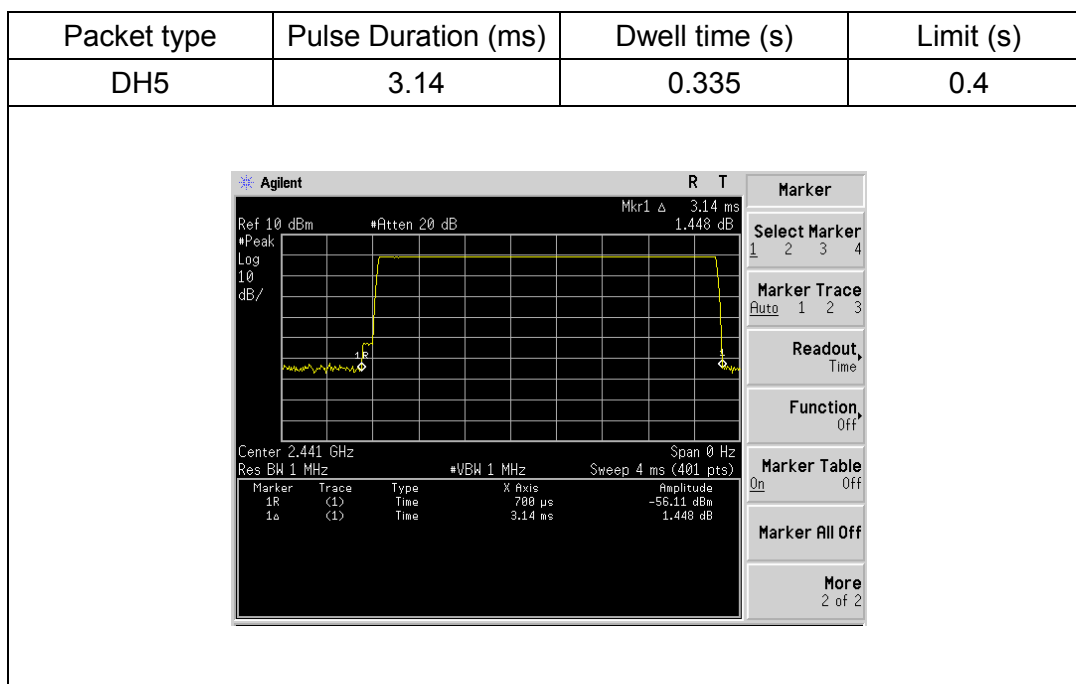 Packet type Pulse Duration (ms) Dwell time (s) Limit (s)
DH5 3.14 0.335 0.4
Agilent R T
Mkr1 Δ 3.14 ms
Ref 10 dBm #Atten 20 dB 1.448 dB
#Peak
Log
10
dB/
1R
1
Center 2.441 GHz Span 0 Hz
Res BW 1 MHz #VBW 1 MHz Sweep 4 ms (401 pts)
Marker Trace Type X Axis Amplitude
1R (1) Time 700 µs -56.11 dBm
1Δ (1) Time 3.14 ms 1.448 dB
Marker
Select Marker
1 2 3 4
Marker Trace
Auto 1 2 3
Readout
Time
Function
Off
Marker Table
On Off
Marker All Off
More
2 of 2